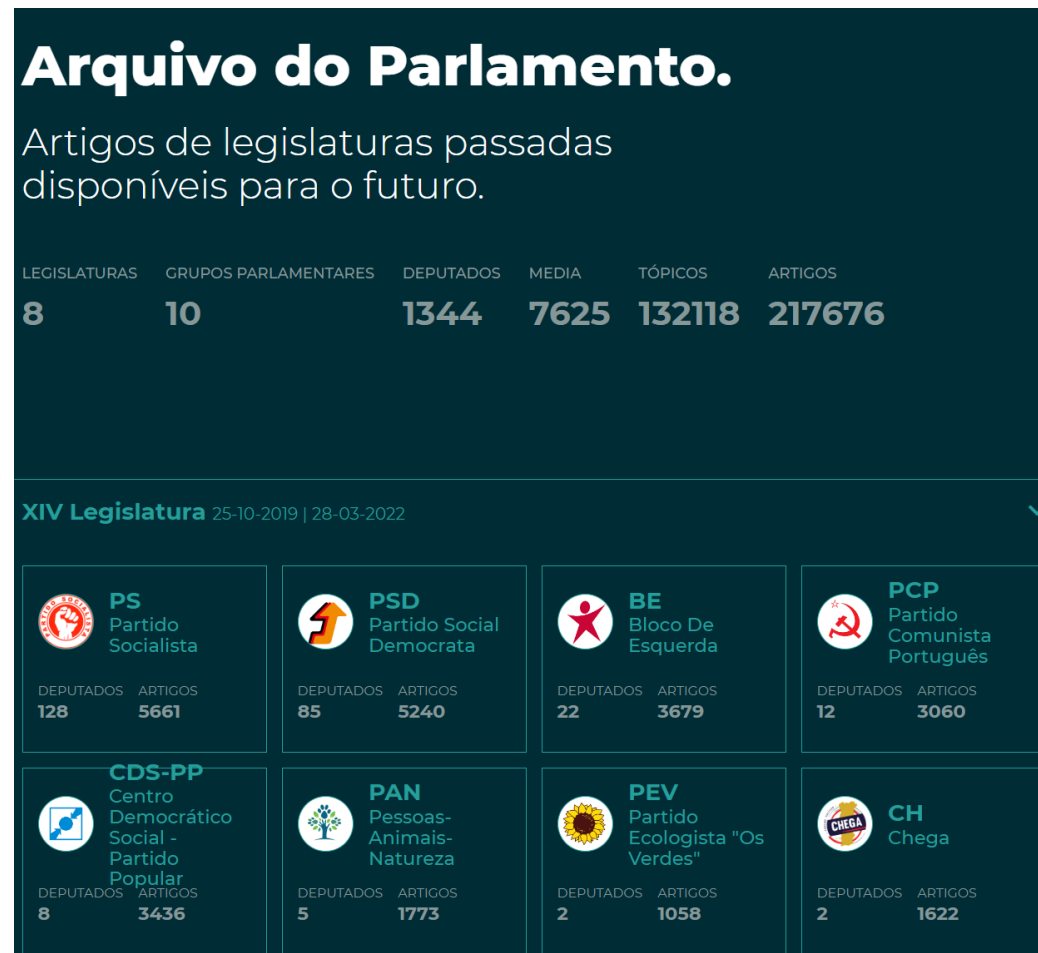 Arquivo do Parlamento.
Artigos de legislaturas passadas
disponíveis para o futuro.
LEGISLATURAS GRUPOS PARLAMENTARES DEPUTADOS MEDIA TÓPICOS ARTIGOS
8 10 1344 7625 132118 217676
XIV Legislatura 25-10-2019 | 28-03-2022
PARTIDO SOCIALISTA
PS
Partido
Socialista
DEPUTADOS ARTIGOS
128 5661
PSD
Partido Social
Democrata
DEPUTADOS ARTIGOS
85 5240
BE
Bloco De
Esquerda
DEPUTADOS ARTIGOS
22 3679
PCP
Partido
Comunista
Português
DEPUTADOS ARTIGOS
12 3060
CDS-PP
Centro
Democrático
Social -
Partido
Popular
DEPUTADOS ARTIGOS
8 3436
PAN
Pessoas-
Animais-
Natureza
DEPUTADOS ARTIGOS
5 1773
PEV
Partido
Ecologista "Os
Verdes"
DEPUTADOS ARTIGOS
2 1058
CHEGA
CH
Chega
DEPUTADOS ARTIGOS
2 1622